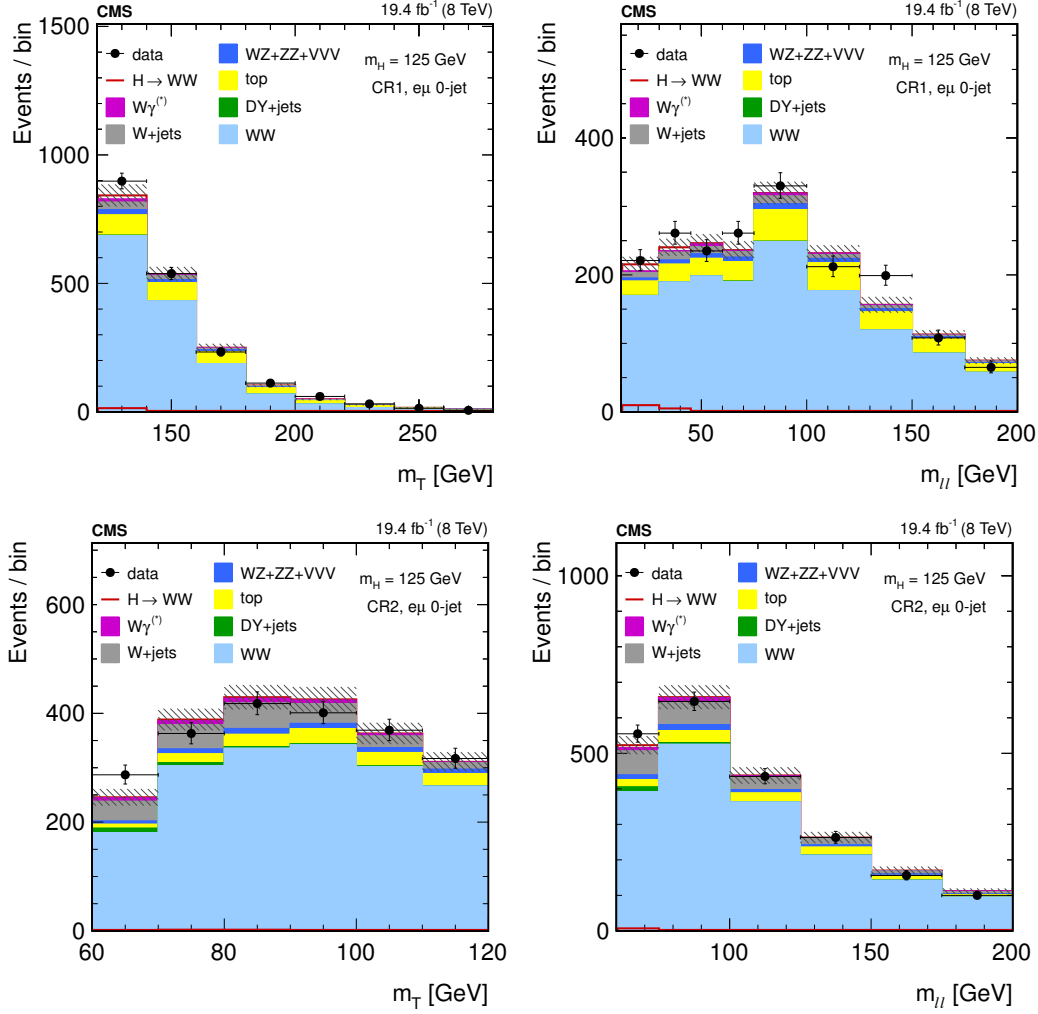 CMS 19.4 fb⁻¹ (8 TeV)
Events / bin
1500
1000
500
0
data
H → WW
Wγ(*)
W+jets
WZ+ZZ+VVV
top
DY+jets
WW
m_H = 125 GeV
CR1, eμ 0-jet
150 200 250
m_T [GeV]
CMS 19.4 fb⁻¹ (8 TeV)
Events / bin
400
200
0
data
H → WW
Wγ(*)
W+jets
WZ+ZZ+VVV
top
DY+jets
WW
m_H = 125 GeV
CR1, eμ 0-jet
50 100 150 200
m_ll [GeV]
CMS 19.4 fb⁻¹ (8 TeV)
Events / bin
600
400
200
0
data
H → WW
Wγ(*)
W+jets
WZ+ZZ+VVV
top
DY+jets
WW
m_H = 125 GeV
CR2, eμ 0-jet
60 80 100 120
m_T [GeV]
CMS 19.4 fb⁻¹ (8 TeV)
Events / bin
1000
500
0
data
H → WW
Wγ(*)
W+jets
WZ+ZZ+VVV
top
DY+jets
WW
m_H = 125 GeV
CR2, eμ 0-jet
100 150 200
m_ll [GeV]